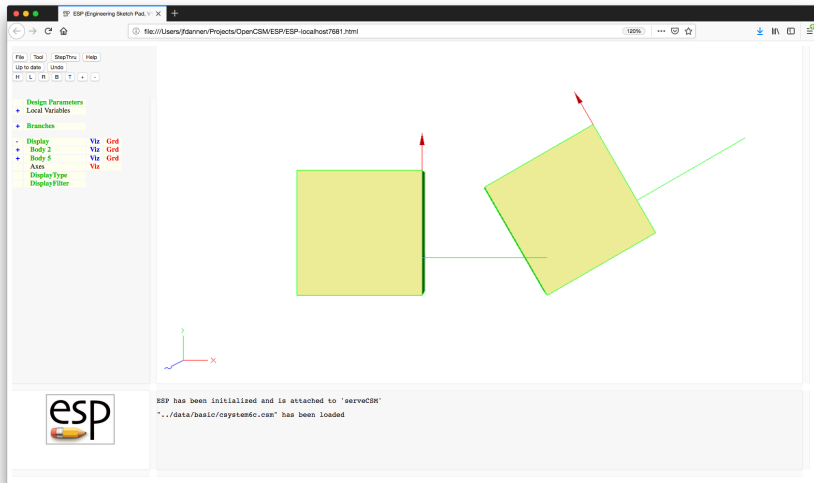 ESP (Engineering Sketch Pad, V
file:///Users/jfdannen/Projects/OpenCSM/ESP/ESP-localhost7681.html
120%
File Tool StepThru Help
Up to date Undo
H L R B T + -
Design Parameters
+ Local Variables
+ Branches
- Display Viz Grd
+ Body 2 Viz Grd
+ Body 5 Viz Grd
Axes Viz
DisplayType
DisplayFilter
Y
X
Z
esp
ESP has been initialized and is attached to 'serveCSM'
"../data/basic/csystem6c.csm" has been loaded